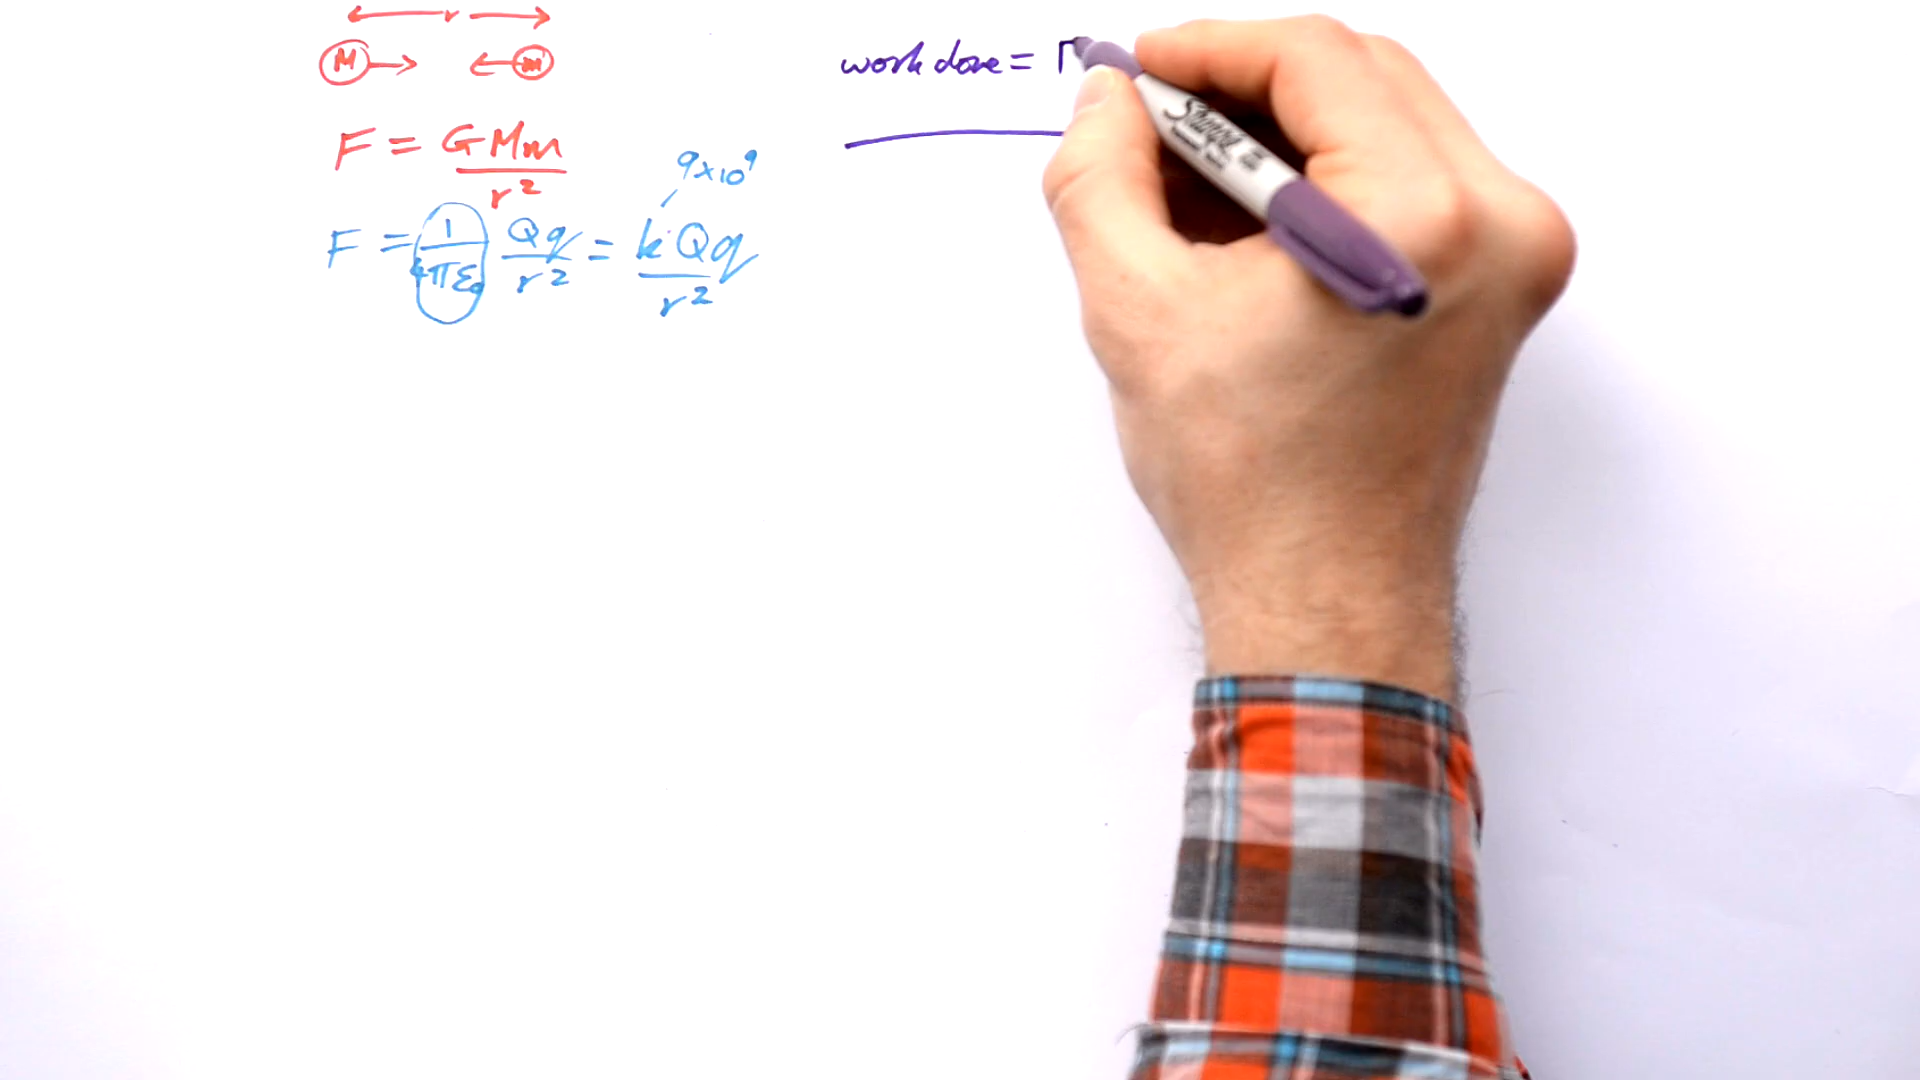 r
M m
F = GMm
r²
9x10⁹
F = 1 Qq = kQq
4πε₀ r² r²
work done =
Sharpie